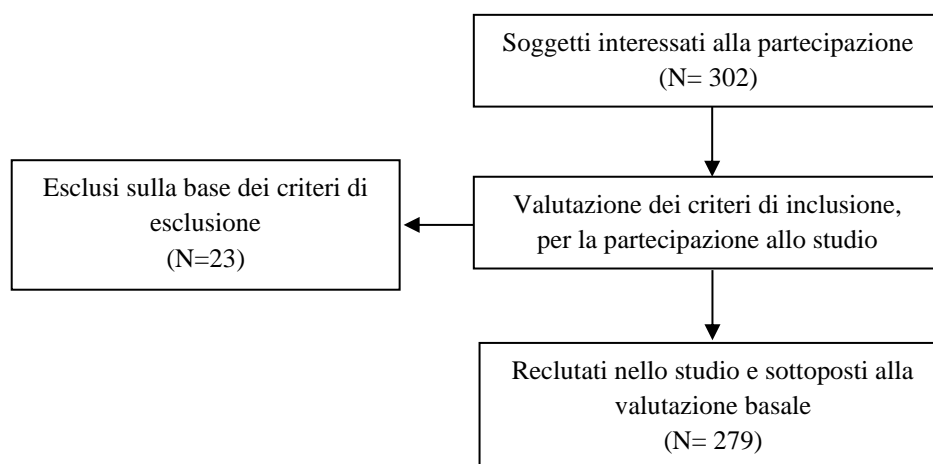 Soggetti interessati alla partecipazione
(N= 302)
Esclusi sulla base dei criteri di
esclusione
(N=23)
Valutazione dei criteri di inclusione,
per la partecipazione allo studio
Reclutati nello studio e sottoposti alla
valutazione basale
(N= 279)